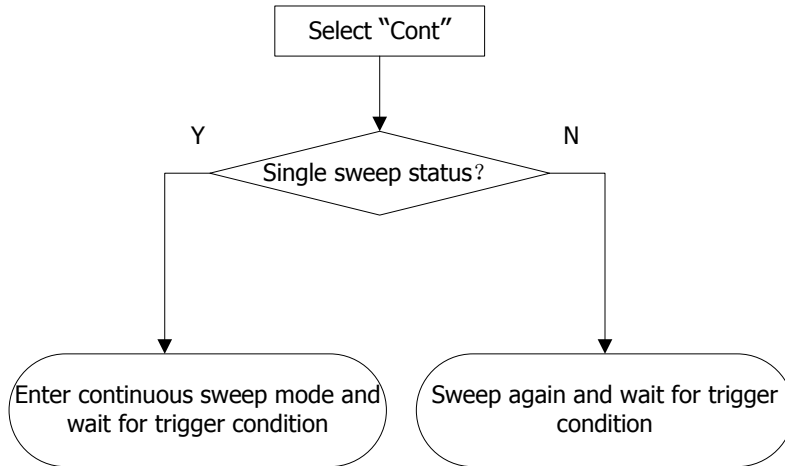 Select “Cont”
Y
N
Single sweep status？
Enter continuous sweep mode and
wait for trigger condition
Sweep again and wait for trigger
condition